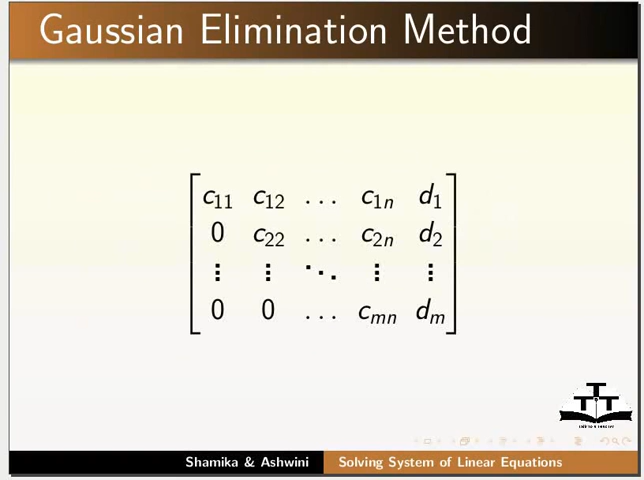 Gaussian Elimination Method
c11 c12 ... c1n d1
0 c22 ... c2n d2
⋮ ⋮ ⋱ ⋮ ⋮
0 0 ... cmn dm
TTT
Shamika & Ashwini Solving System of Linear Equations